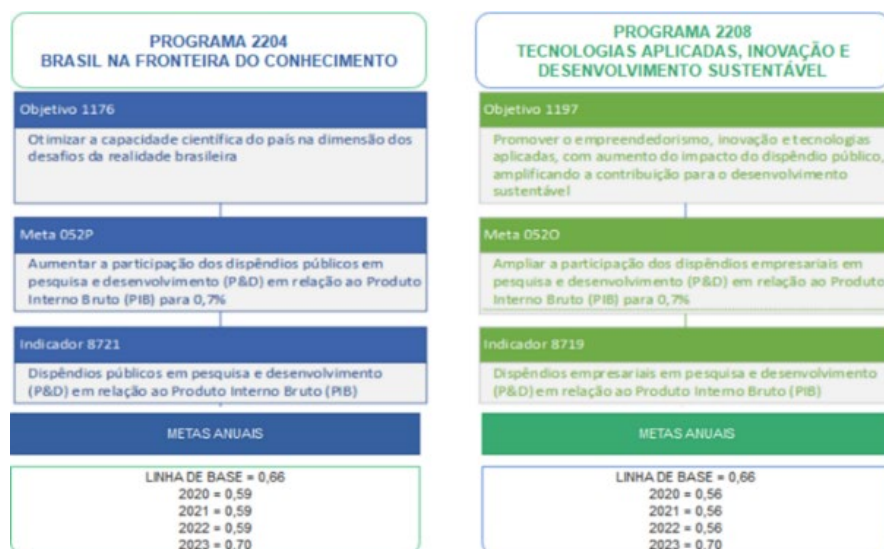 PROGRAMA 2204
BRASIL NA FRONTEIRA DO CONHECIMENTO
Objetivo 1176
Otimizar a capacidade científica do país na dimensão dos
desafios da realidade brasileira
Meta 052P
Aumentar a participação dos dispêndios públicos em
pesquisa e desenvolvimento (P&D) em relação ao Produto
Interno Bruto (PIB) para 0,7%
Indicador 8721
Dispêndios públicos em pesquisa e desenvolvimento
(P&D) em relação ao Produto Interno Bruto (PIB)
METAS ANUAIS
LINHA DE BASE = 0,66
2020 = 0,59
2021 = 0,59
2022 = 0,59
2023 = 0,70
PROGRAMA 2208
TECNOLOGIAS APLICADAS, INOVAÇÃO E
DESENVOLVIMENTO SUSTENTÁVEL
Objetivo 1197
Promover o empreendedorismo, inovação e tecnologias
aplicadas, com aumento do impacto do dispêndio público,
amplificando a contribuição para o desenvolvimento
sustentável
Meta 052O
Ampliar a participação dos dispêndios empresariais em
pesquisa e desenvolvimento (P&D) em relação ao Produto
Interno Bruto (PIB) para 0,7%
Indicador 8719
Dispêndios empresariais em pesquisa e desenvolvimento
(P&D) em relação ao Produto Interno Bruto (PIB)
METAS ANUAIS
LINHA DE BASE = 0,66
2020 = 0,56
2021 = 0,56
2022 = 0,56
2023 = 0,70